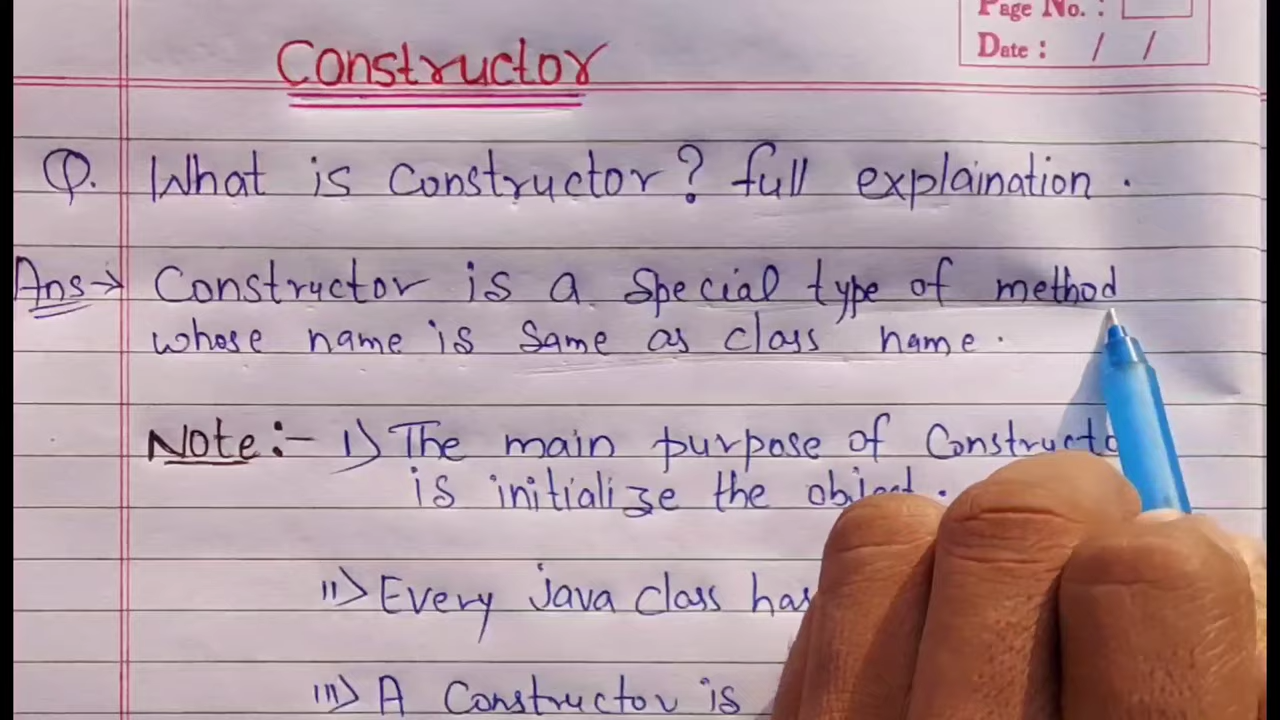 Page No. :
Date : / /
Constructor
Q. What is constructor? full explaination .
Ans→ Constructor is a special type of method
whose name is same as class name .
Note :- i) The main purpose of Constructo
is initialize the object .
ii) Every java class has
iii) A Constructor is